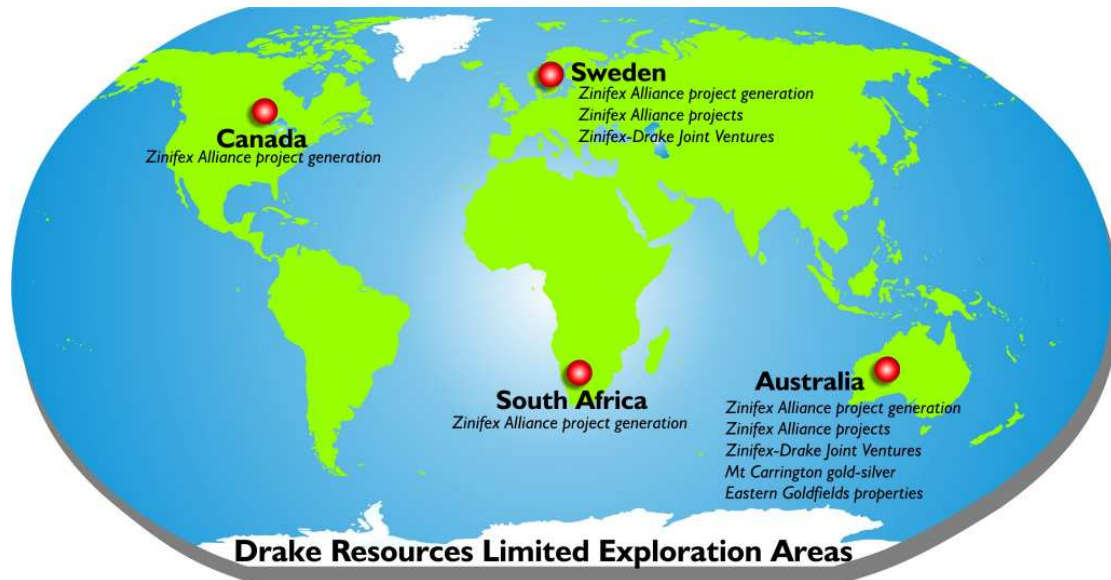 Sweden
Zinifex Alliance project generation
Zinifex Alliance projects
Zinifex-Drake Joint Ventures
Canada
Zinifex Alliance project generation
South Africa
Zinifex Alliance project generation
Australia
Zinifex Alliance project generation
Zinifex Alliance projects
Zinifex-Drake Joint Ventures
Mt Carrington gold-silver
Eastern Goldfields properties
Drake Resources Limited Exploration Areas